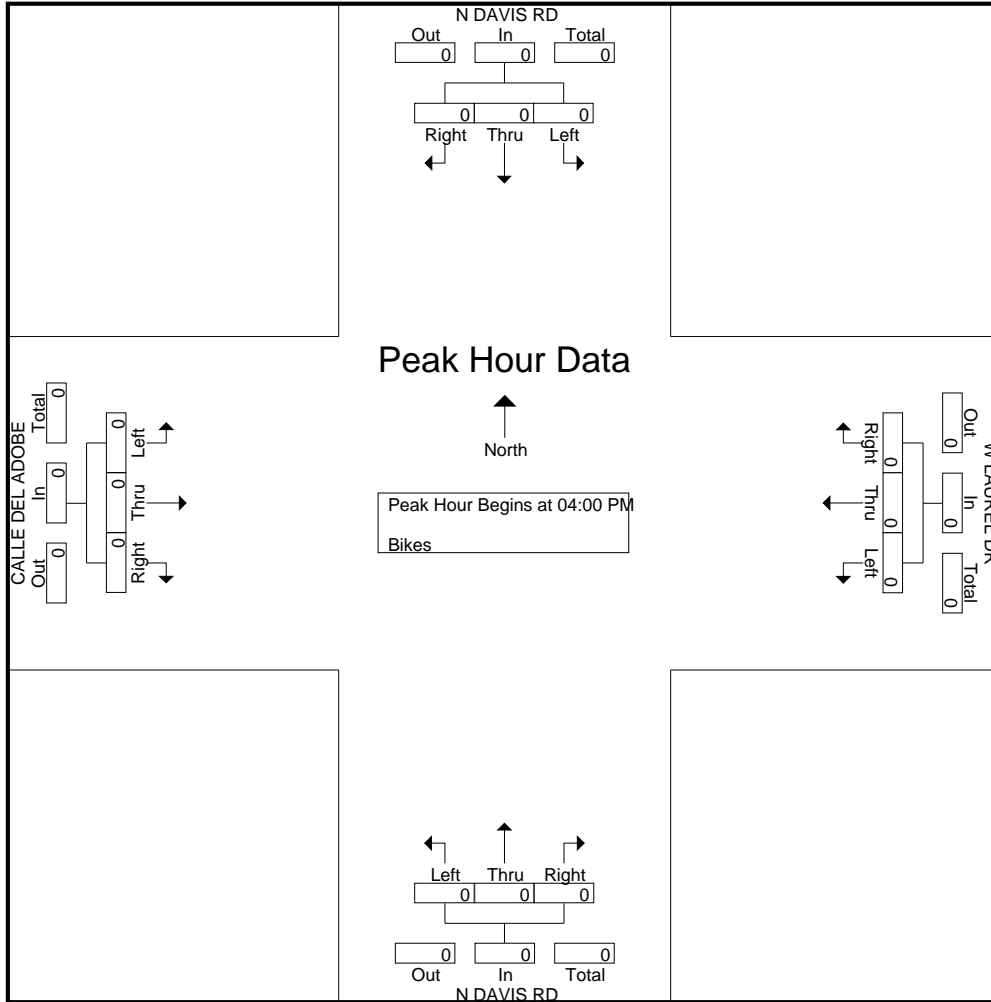 N DAVIS RD
Out In Total
0 0 0
0 0 0
Right Thru Left
Peak Hour Data
North
Peak Hour Begins at 04:00 PM
Bikes
CALLE DEL ADOBE
Out In Total
0 0 0
0 0 0
Right Thru Left
W LAUREL DR
Out In Total
0 0 0
0 0 0
Right Thru Left
Left Thru Right
0 0 0
0 0 0
Out In Total
N DAVIS RD